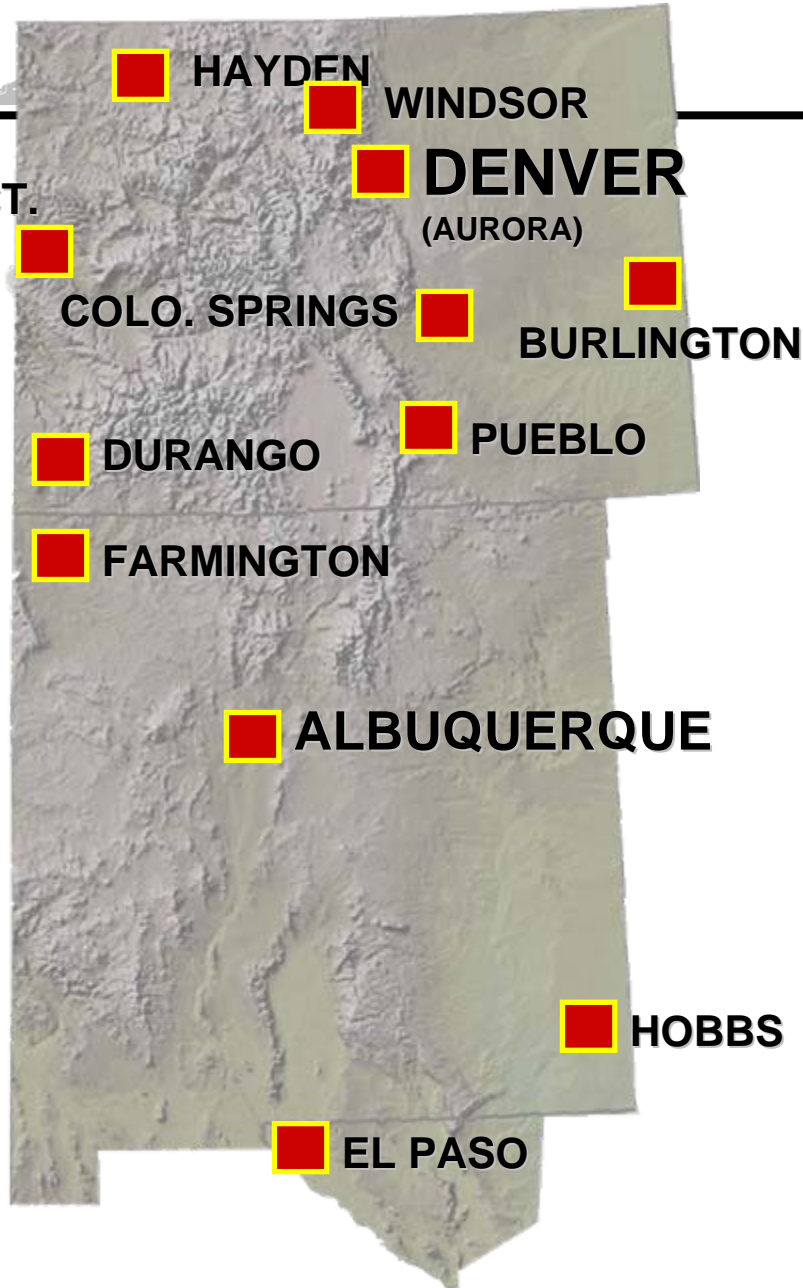 HAYDEN
WINDSOR
DENVER
(AURORA)
T.
COLO. SPRINGS
BURLINGTON
PUEBLO
DURANGO
FARMINGTON
ALBUQUERQUE
HOBBS
EL PASO